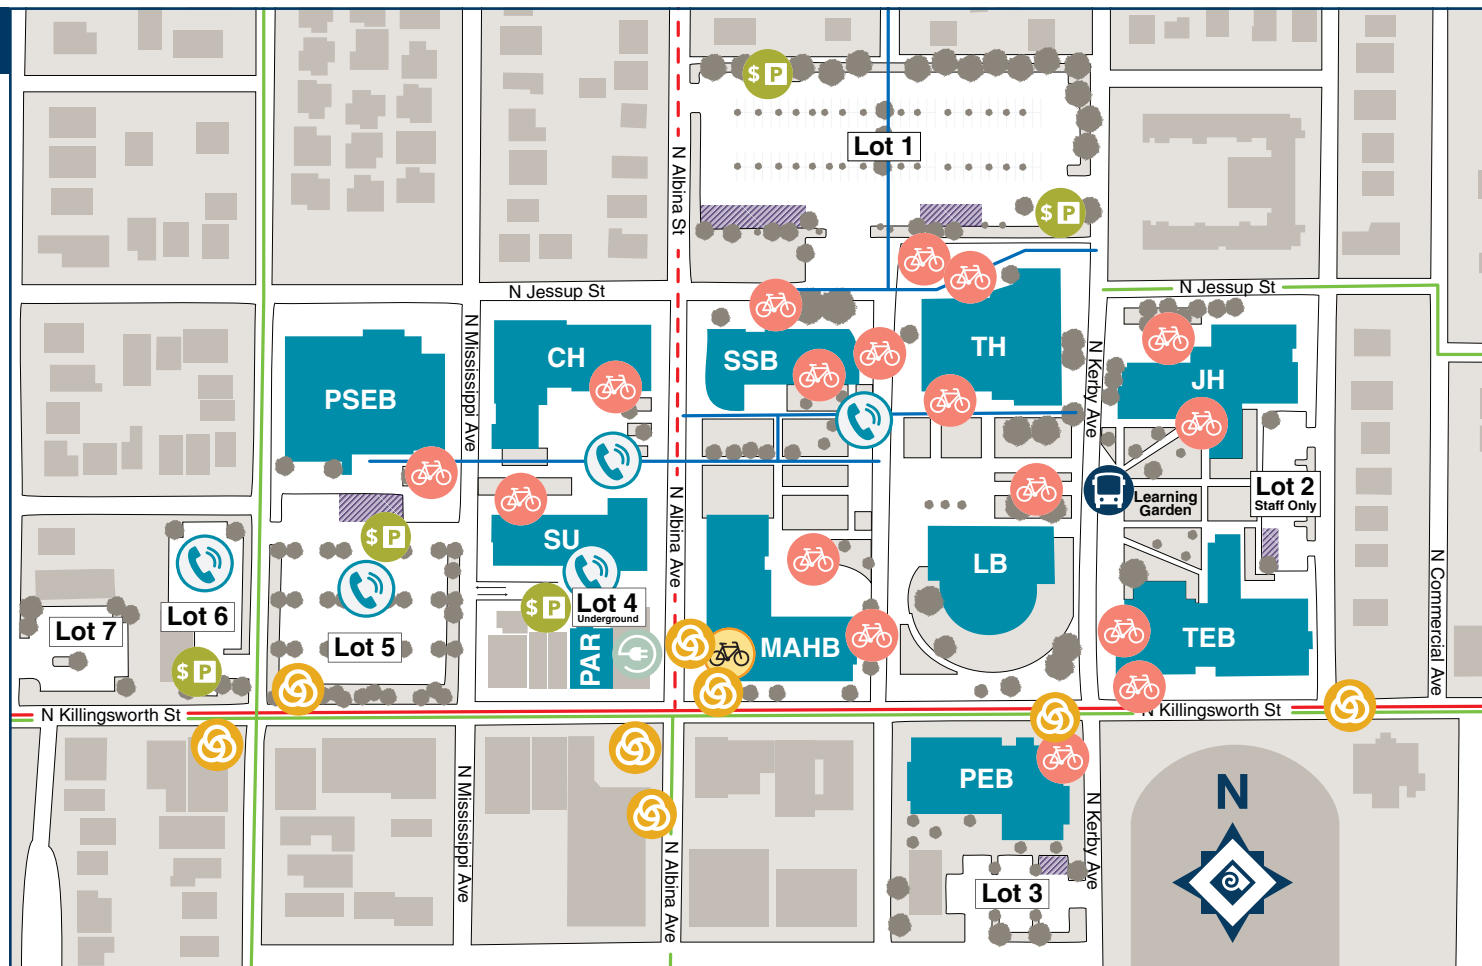 $ P
Lot 1
N Albina St
$ P
N Jessup St
N Jessup St
N Mississippi Ave
CH
SSB
TH
N Kerby Ave
JH
PSEB
Learning
Garden
Lot 2
Staff Only
N Albina Ave
SU
$ P
LB
N Commercial Ave
Lot 6
Lot 7
Lot 5
$ P
$ P
Lot 4
Underground
PAR
MAHB
TEB
N Killingsworth St
N Killingsworth St
N Mississippi Ave
N Albina Ave
PEB
N Kerby Ave
Lot 3
N